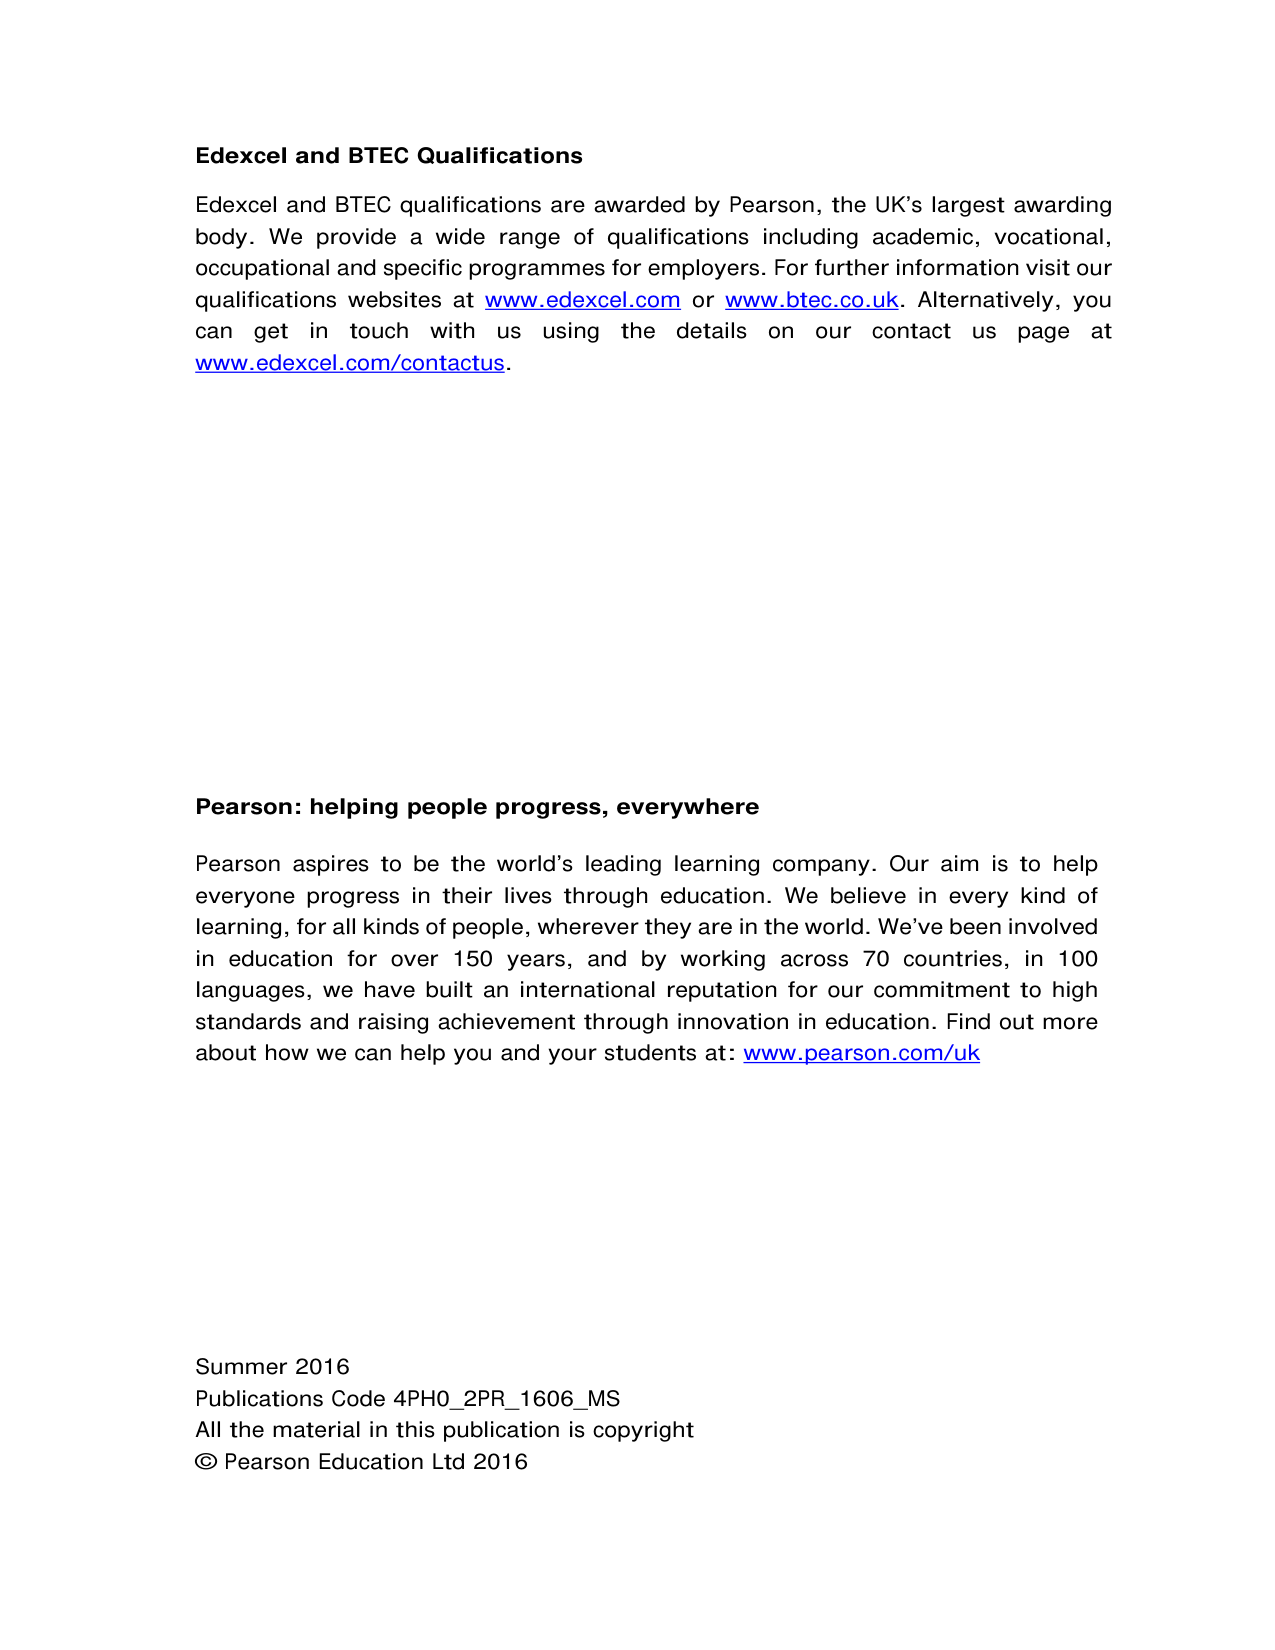 Edexcel and BTEC Qualifications
Edexcel and BTEC qualifications are awarded by Pearson, the UK’s largest awarding
body. We provide a wide range of qualifications including academic, vocational,
occupational and specific programmes for employers. For further information visit our
qualifications websites at www.edexcel.com or www.btec.co.uk. Alternatively, you
can get in touch with us using the details on our contact us page at
www.edexcel.com/contactus.
Pearson: helping people progress, everywhere
Pearson aspires to be the world’s leading learning company. Our aim is to help
everyone progress in their lives through education. We believe in every kind of
learning, for all kinds of people, wherever they are in the world. We’ve been involved
in education for over 150 years, and by working across 70 countries, in 100
languages, we have built an international reputation for our commitment to high
standards and raising achievement through innovation in education. Find out more
about how we can help you and your students at: www.pearson.com/uk
Summer 2016
Publications Code 4PH0_2PR_1606_MS
All the material in this publication is copyright
© Pearson Education Ltd 2016